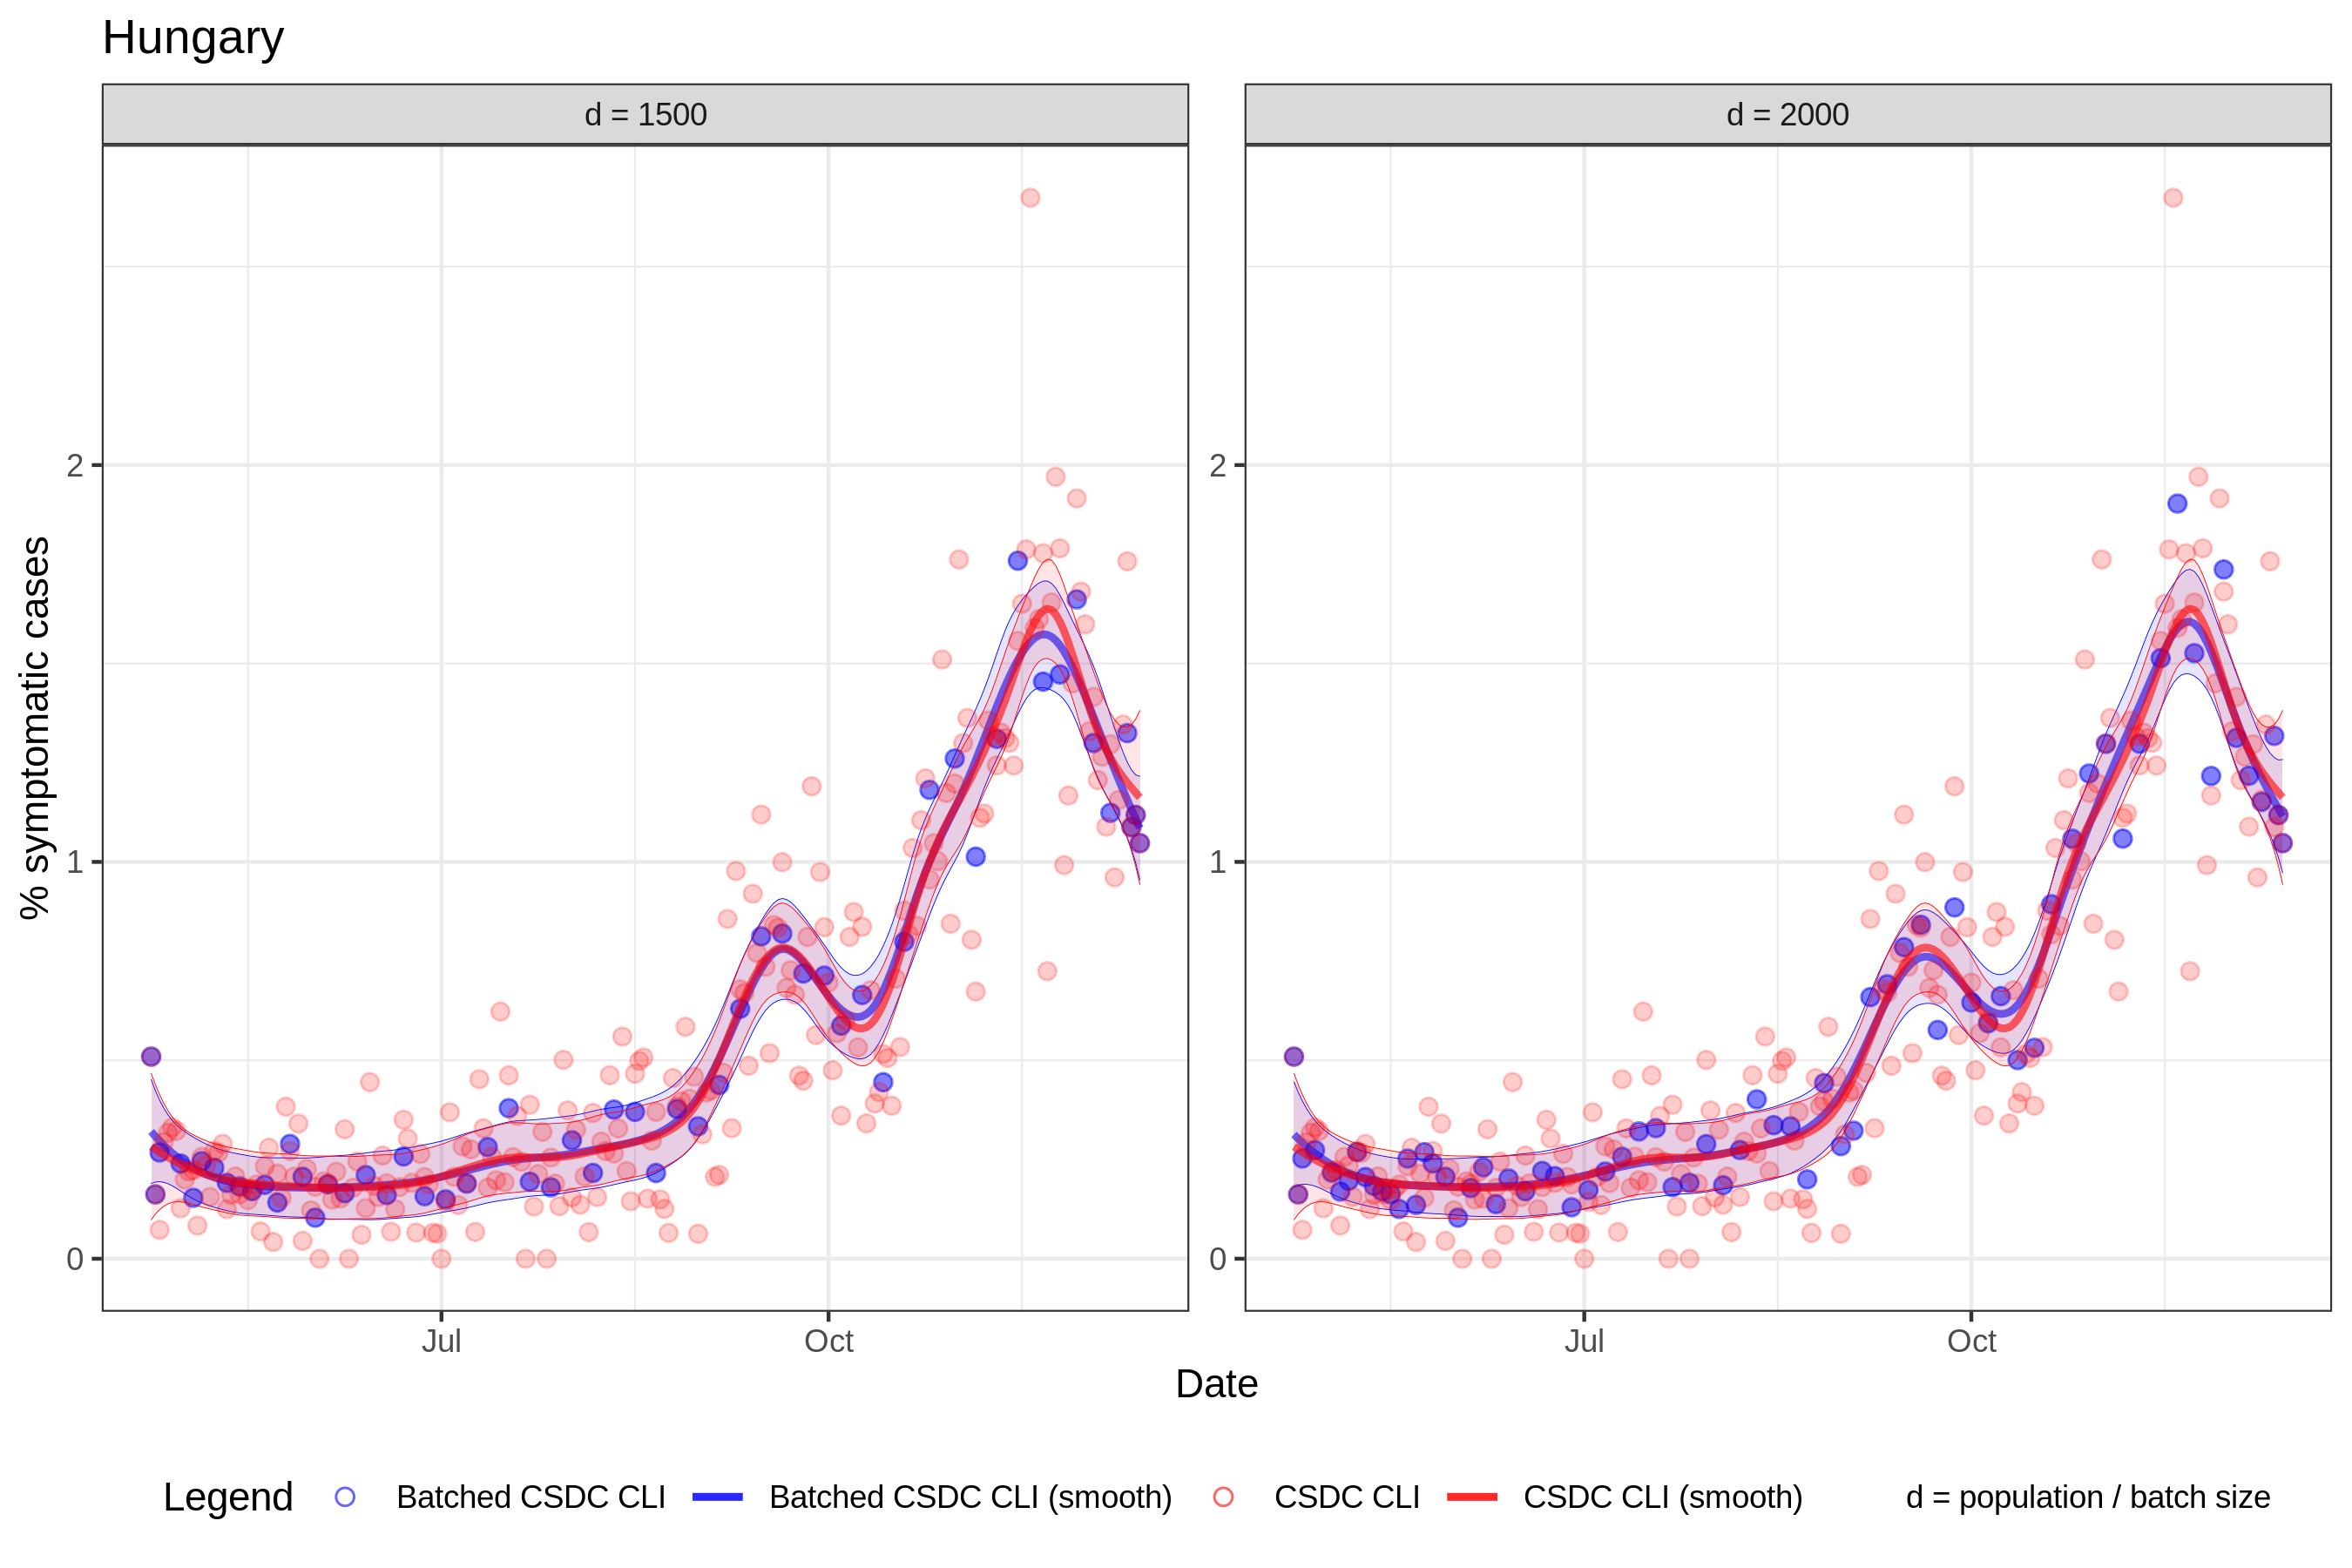 Hungary
d = 1500
d = 2000
% symptomatic cases
2
1
0
2
1
0
Jul
Oct
Jul
Oct
Date
Legend
Batched CSDC CLI
Batched CSDC CLI (smooth)
CSDC CLI
CSDC CLI (smooth)
d = population / batch size